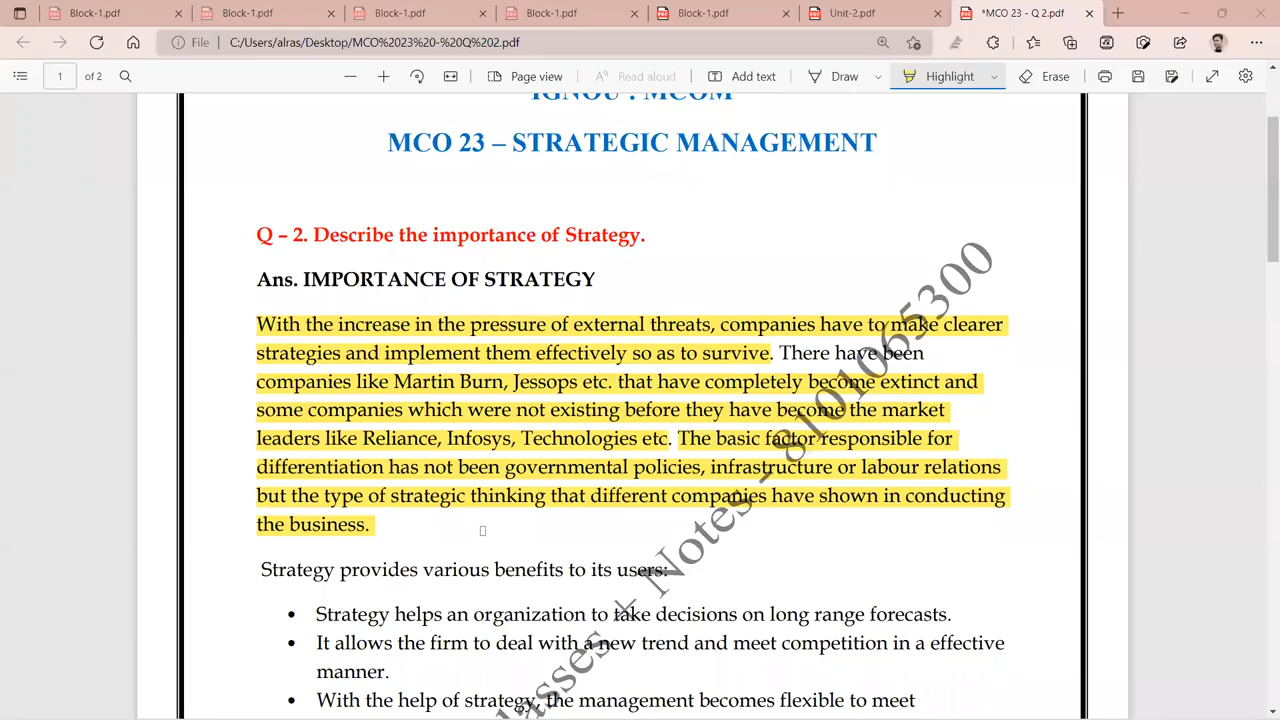 Block-1.pdf
Block-1.pdf
Block-1.pdf
Block-1.pdf
Block-1.pdf
Unit-2.pdf
*MCO 23 - Q 2.pdf
File
C:/Users/alras/Desktop/MCO%2023%20-%20Q%202.pdf
1 of 2
Page view
Read aloud
Add text
Draw
Highlight
Erase
IGNOU : MCOM
MCO 23 – STRATEGIC MANAGEMENT
Q – 2. Describe the importance of Strategy.
Ans. IMPORTANCE OF STRATEGY
With the increase in the pressure of external threats, companies have to make clearer
strategies and implement them effectively so as to survive. There have been
companies like Martin Burn, Jessops etc. that have completely become extinct and
some companies which were not existing before they have become the market
leaders like Reliance, Infosys, Technologies etc. The basic factor responsible for
differentiation has not been governmental policies, infrastructure or labour relations
but the type of strategic thinking that different companies have shown in conducting
the business.
Strategy provides various benefits to its users:
• Strategy helps an organization to take decisions on long range forecasts.
• It allows the firm to deal with a new trend and meet competition in a effective
manner.
• With the help of strategy, the management becomes flexible to meet
+ Notes - 8101065300